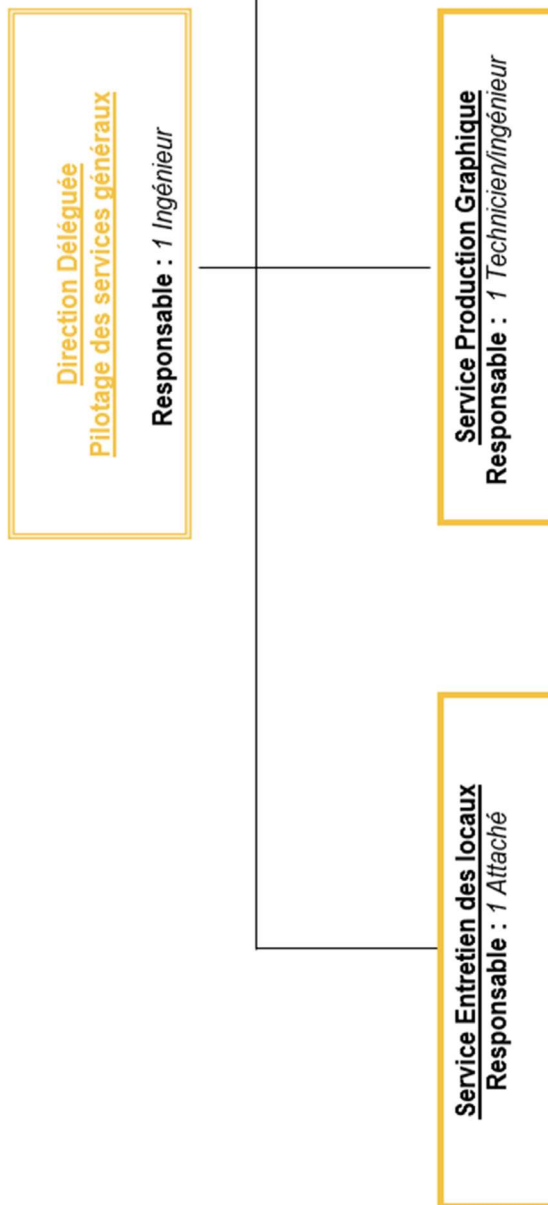 Direction Déléguée
Pilotage des services généraux
Responsable : 1 Ingénieur
Service Entretien des locaux
Responsable : 1 Attaché
Service Production Graphique
Responsable : 1 Technicien/ingénieur